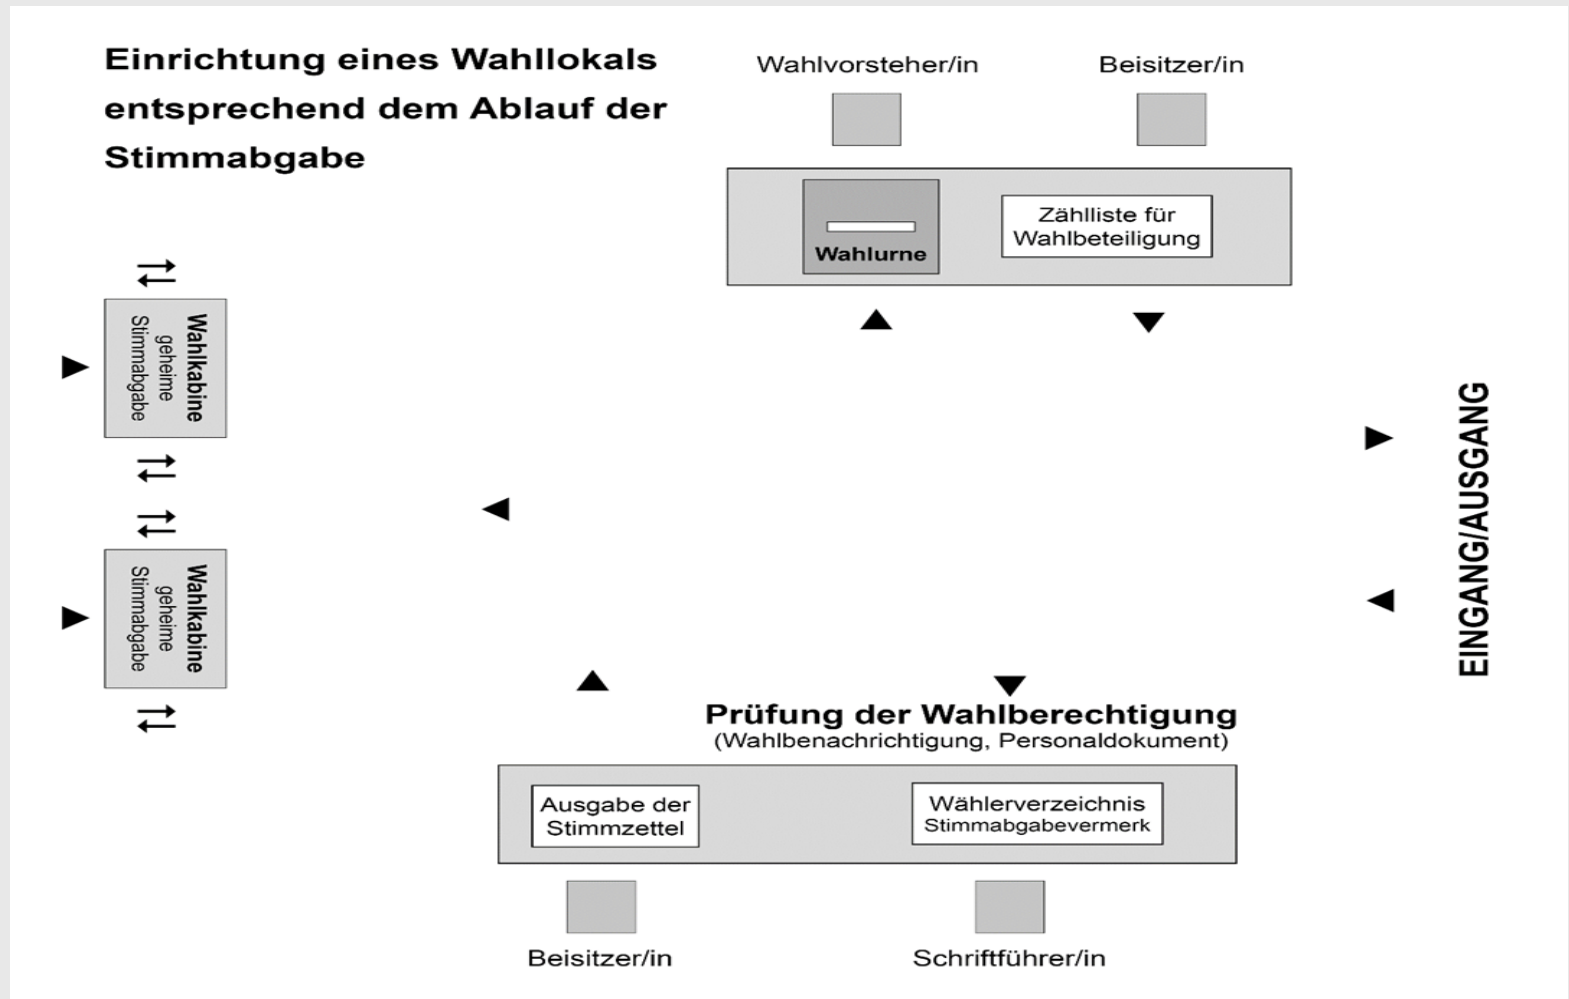 Einrichtung eines Wahllokals
entsprechend dem Ablauf der
Stimmabgabe
Wahlvorsteher/in
Beisitzer/in
Wahlurne
Zählliste für
Wahlbeteiligung
Wahlkabine
geheime
Stimmabgabe
Wahlkabine
geheime
Stimmabgabe
EINGANG/AUSGANG
Prüfung der Wahlberechtigung
(Wahlbenachrichtigung, Personaldokument)
Ausgabe der
Stimmzettel
Wählerverzeichnis
Stimmabgabevermerk
Beisitzer/in
Schriftführer/in